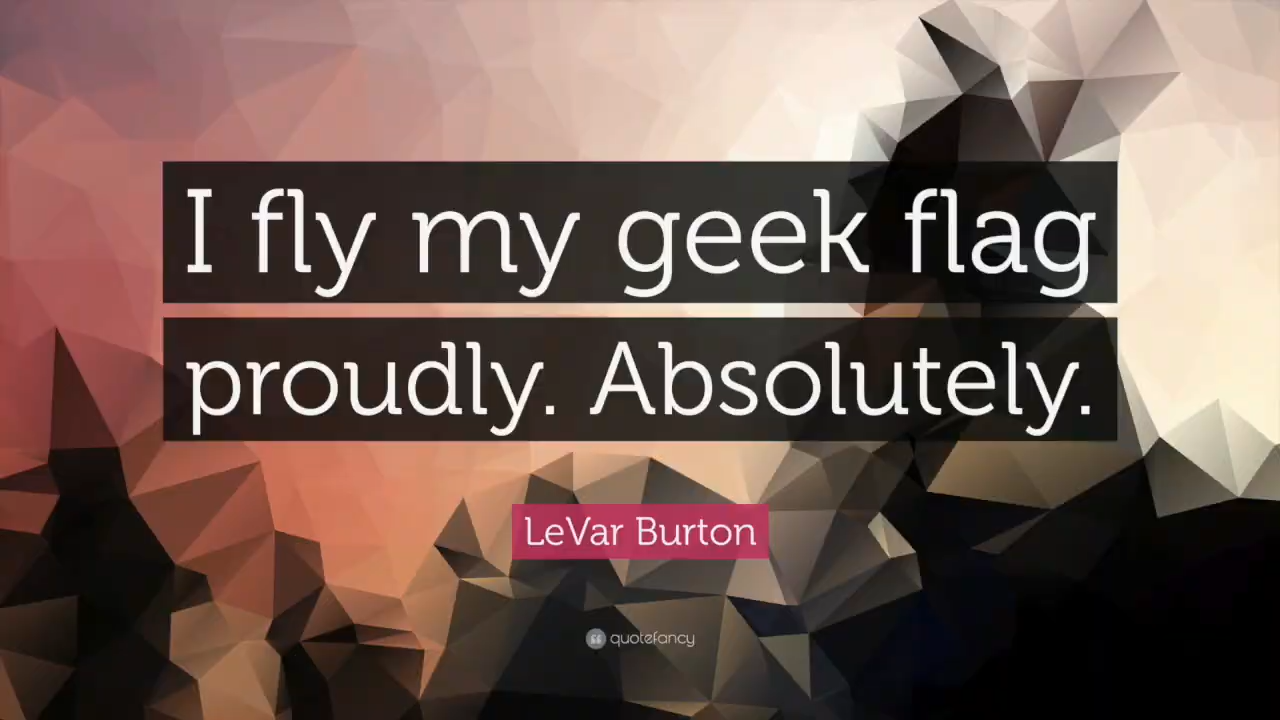 I fly my geek flag
proudly. Absolutely.
LeVar Burton
quotefancy